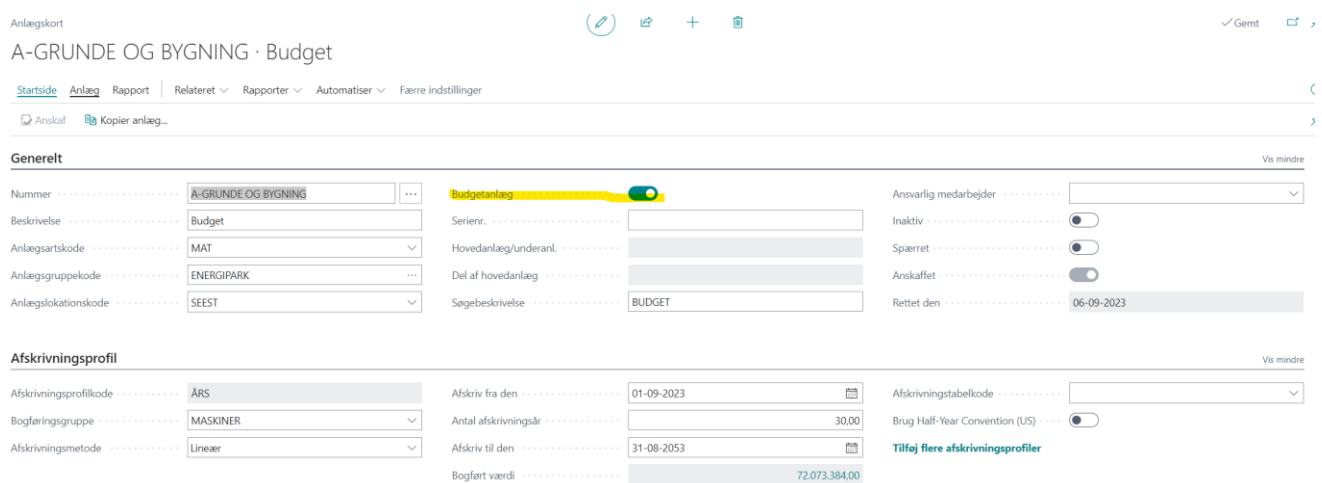 Anlægskort
Gemt
A-GRUNDE OG BYGNING · Budget
Startside Anlæg Rapport Relateret Rapporter Automatiser Færre indstillinger
Anskaf Kopier anlæg...
Generelt Vis mindre
Nummer A-GRUNDE OG BYGNING ... Budgetanlæg Ansvarlig medarbejder
Beskrivelse Budget Serienr. Inaktiv
Anlægsartskode MAT Hovedanlæg/underanl. Spærret
Anlægsgruppekode ENERGIPARK ... Del af hovedanlæg Anskaffet
Anlægslokationskode SEEST Søgebeskrivelse BUDGET Rettet den 06-09-2023
Afskrivningsprofil Vis mindre
Afskrivningsprofilkode ÅRS Afskriv fra den 01-09-2023 Afskrivningstabelkode
Bogføringsgruppe MASKINER Antal afskrivningsår 30,00 Brug Half-Year Convention (US)
Afskrivningsmetode Lineær Afskriv til den 31-08-2053 Tilføj flere afskrivningsprofiler
Bogført værdi 72.073.384,00